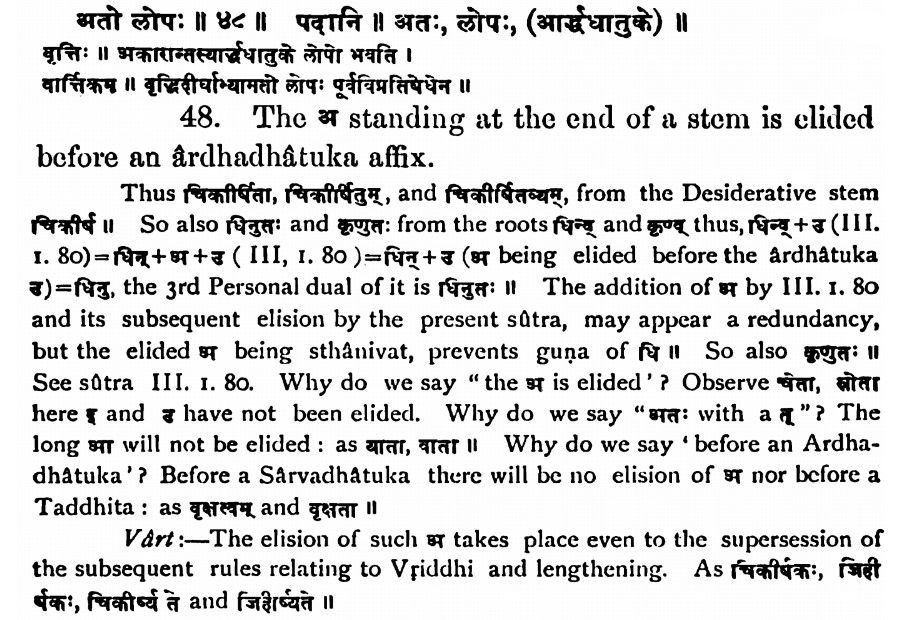 अतो लोपः ॥ ४८ ॥ पदानि ॥ अतः, लोपः, (आर्द्धधातुके) ॥
वृत्तिः ॥ अकारान्तस्यार्द्धधातुके लोपो भवति ।
वार्त्तिकम ॥ वृद्धिदीर्घाभ्यामतो लोपः पूर्वविप्रतिषेधेन ॥
48. The अ standing at the end of a stem is elided
before an ârdhadhâtuka affix.
Thus चिकीर्षिता, चिकीर्षितुम्, and चिकीर्षितव्यम्, from the Desiderative stem
चिकीर्ष ॥ So also धिनुतः and कृणुतः from the roots धिन्व् and कृण्व् thus, धिन्व् + उ (III.
1. 80)=धिन् + अ + उ ( III, 1. 80 )=धिन् + उ (अ being elided before the ârdhâtuka
उ)=धिनु, the 3rd Personal dual of it is धिनुतः ॥ The addition of अ by III. 1. 80
and its subsequent elision by the present sûtra, may appear a redundancy,
but the elided अ being sthânivat, prevents guṇa of धि ॥ So also कृणुतः ॥
See sûtra III. 1. 80. Why do we say "the अ is elided'? Observe चेता, स्तोता
here इ and उ have not been elided. Why do we say "अतः with a त्"? The
long आ will not be elided : as याता, वाता ॥ Why do we say 'before an Ardha-
dhâtuka'? Before a Sârvadhâtuka there will be no elision of अ nor before a
Taddhita : as वृक्षत्वम् and वृक्षता ॥
Vârt:—The elision of such अ takes place even to the supersession of
the subsequent rules relating to Vṛiddhi and lengthening. As चिकीर्षकः, जिही
र्षकः, चिकीर्ष्य ते and जिहीर्ष्यते ॥